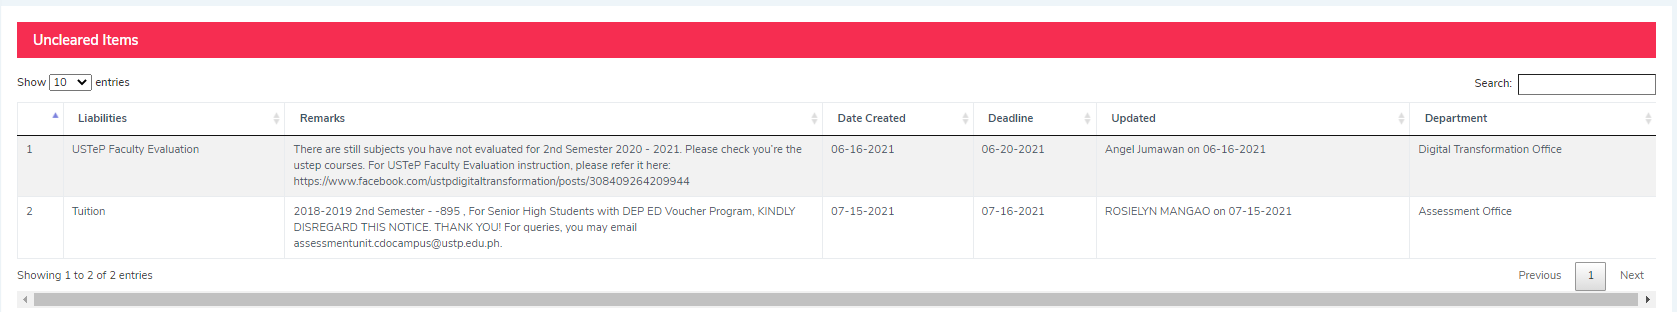 Uncleared Items
Show 10 entries
Search:
Liabilities Remarks Date Created Deadline Updated Department
1 USTeP Faculty Evaluation There are still subjects you have not evaluated for 2nd Semester 2020 - 2021. Please check you're the 06-16-2021 06-20-2021 Angel Jumawan on 06-16-2021 Digital Transformation Office
ustep courses. For USTeP Faculty Evaluation instruction, please refer it here:
https://www.facebook.com/ustpdigitaltransformation/posts/308409264209944
2 Tuition 2018-2019 2nd Semester - -895 , For Senior High Students with DEP ED Voucher Program, KINDLY 07-15-2021 07-16-2021 ROSIELYN MANGAO on 07-15-2021 Assessment Office
DISREGARD THIS NOTICE. THANK YOU! For queries, you may email
assessmentunit.cdocampus@ustp.edu.ph.
Showing 1 to 2 of 2 entries
Previous 1 Next